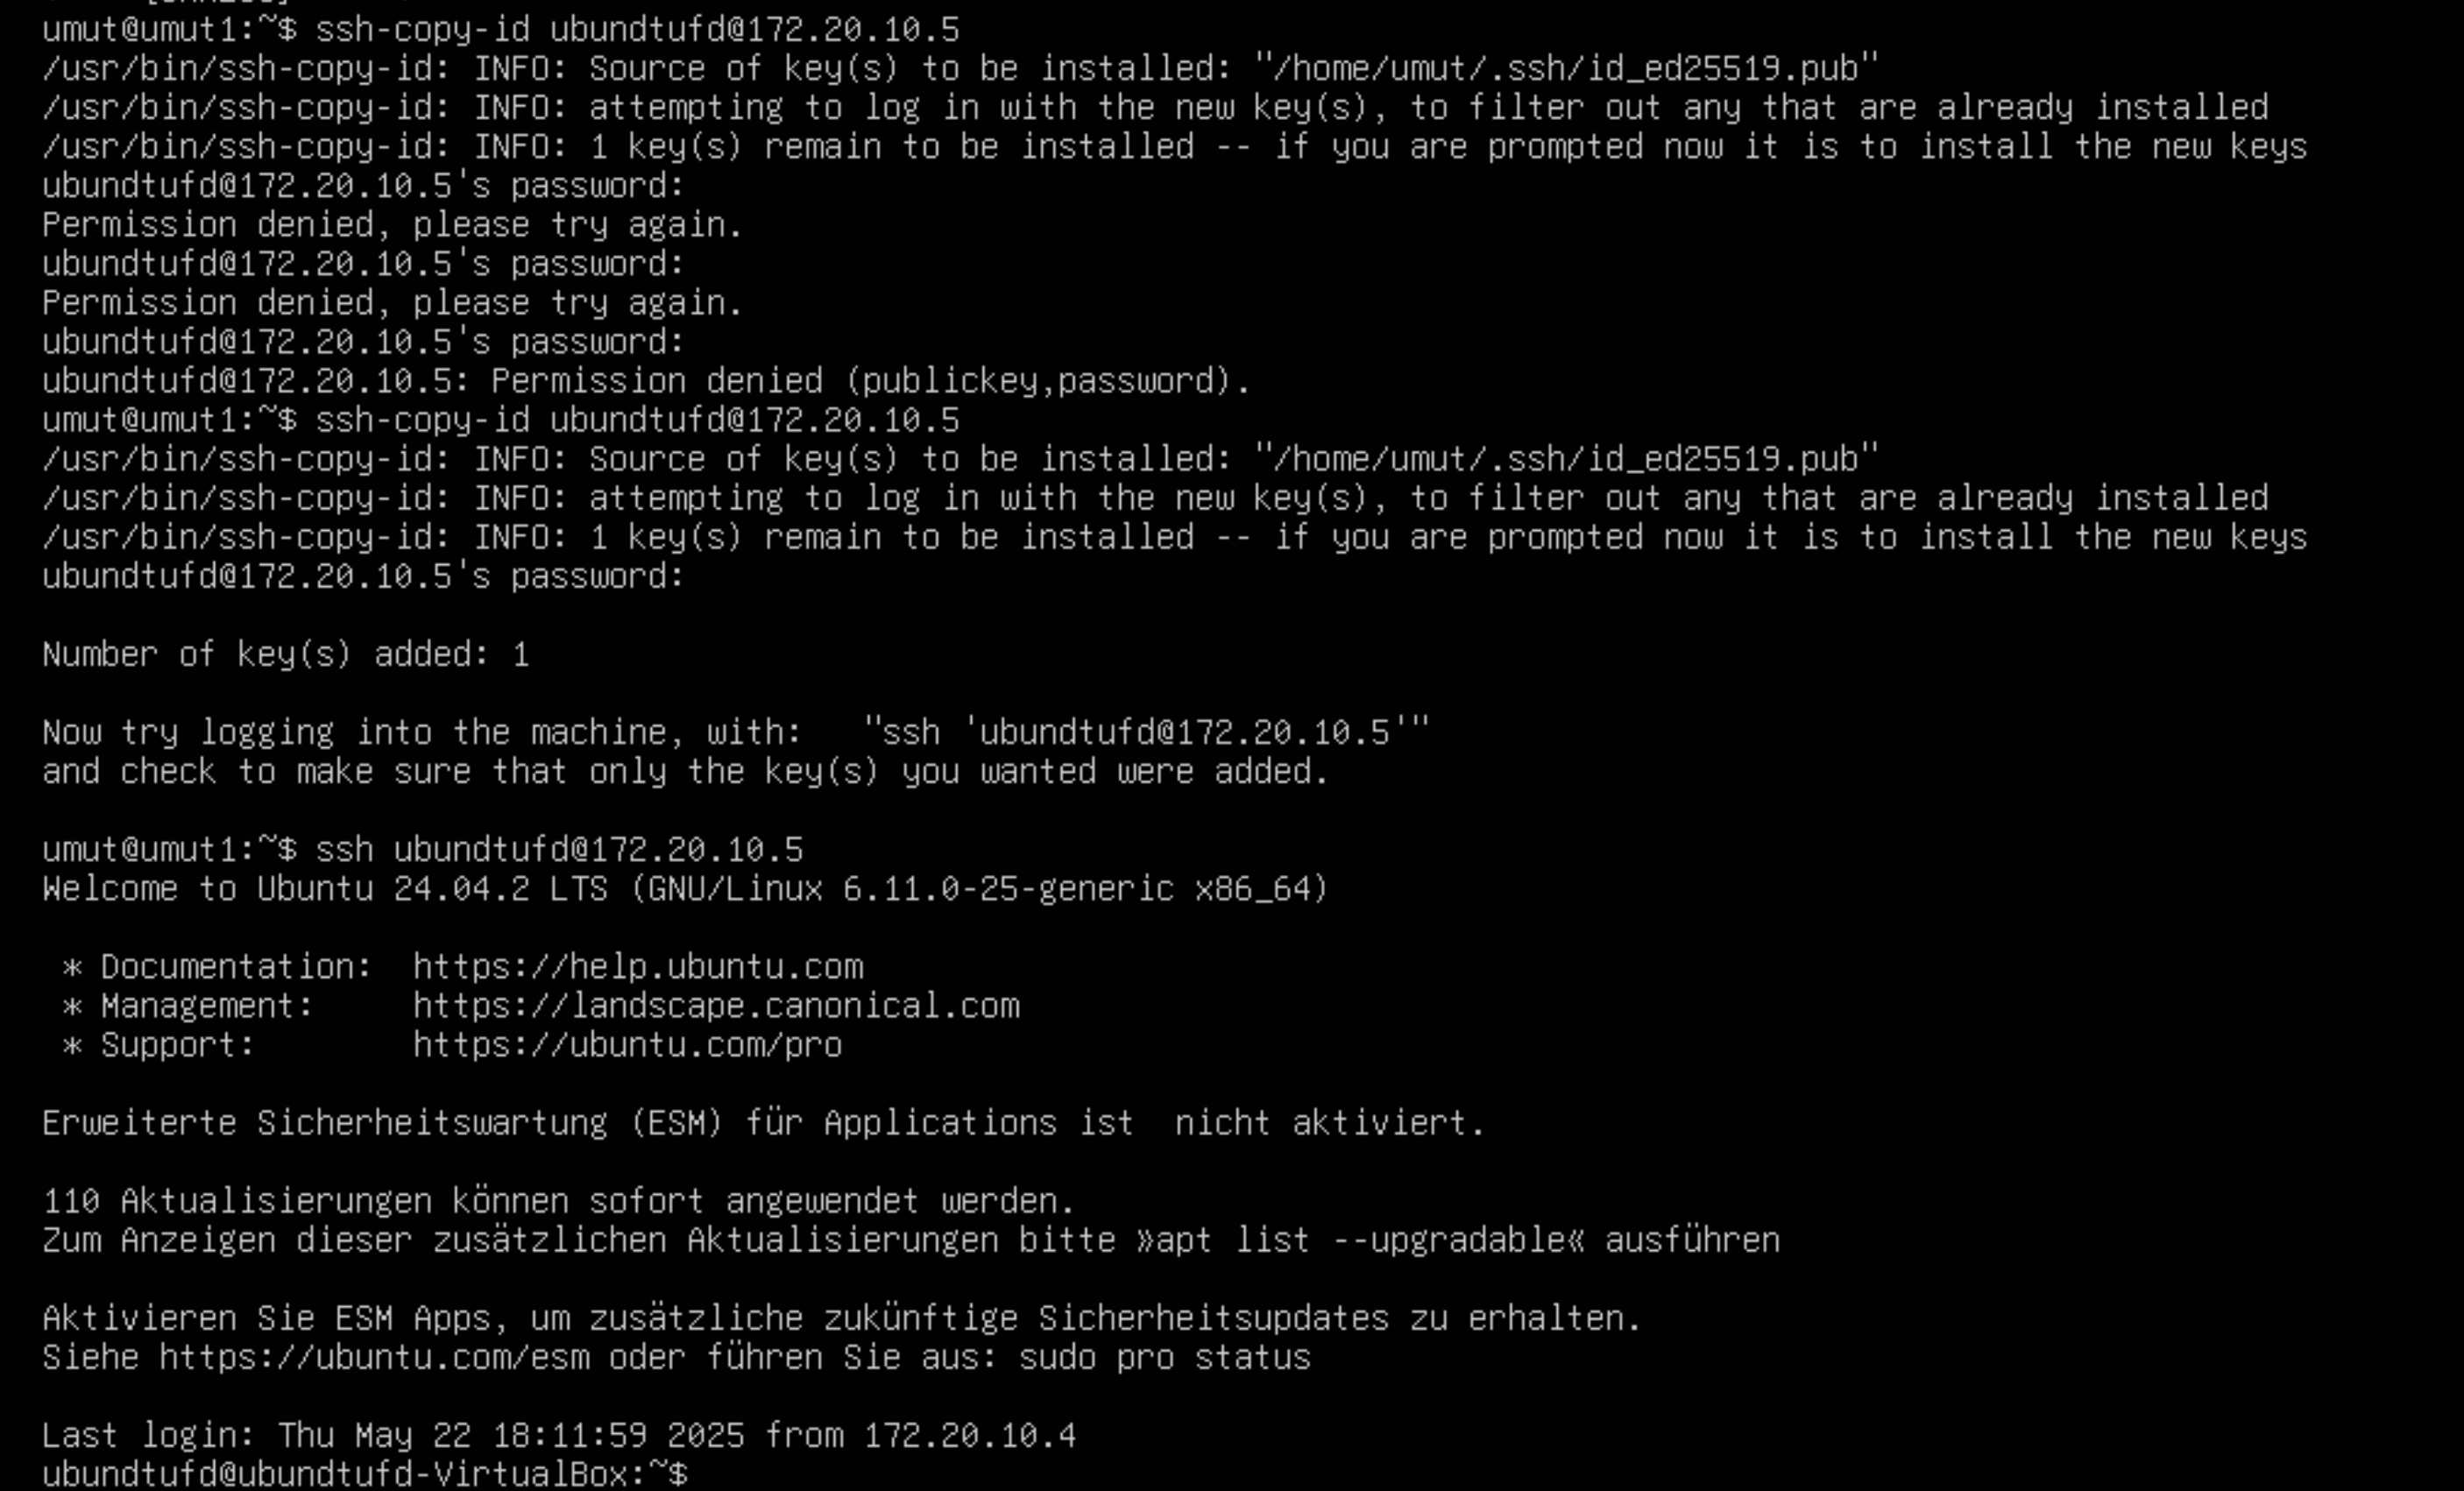 umut@umut1:~$ ssh-copy-id ubundtufd@172.20.10.5
/usr/bin/ssh-copy-id: INFO: Source of key(s) to be installed: "/home/umut/.ssh/id_ed25519.pub"
/usr/bin/ssh-copy-id: INFO: attempting to log in with the new key(s), to filter out any that are already installed
/usr/bin/ssh-copy-id: INFO: 1 key(s) remain to be installed -- if you are prompted now it is to install the new keys
ubundtufd@172.20.10.5's password:
Permission denied, please try again.
ubundtufd@172.20.10.5's password:
Permission denied, please try again.
ubundtufd@172.20.10.5's password:
ubundtufd@172.20.10.5: Permission denied (publickey,password).
umut@umut1:~$ ssh-copy-id ubundtufd@172.20.10.5
/usr/bin/ssh-copy-id: INFO: Source of key(s) to be installed: "/home/umut/.ssh/id_ed25519.pub"
/usr/bin/ssh-copy-id: INFO: attempting to log in with the new key(s), to filter out any that are already installed
/usr/bin/ssh-copy-id: INFO: 1 key(s) remain to be installed -- if you are prompted now it is to install the new keys
ubundtufd@172.20.10.5's password:
Number of key(s) added: 1
Now try logging into the machine, with:   "ssh 'ubundtufd@172.20.10.5'"
and check to make sure that only the key(s) you wanted were added.
umut@umut1:~$ ssh ubundtufd@172.20.10.5
Welcome to Ubuntu 24.04.2 LTS (GNU/Linux 6.11.0-25-generic x86_64)
* Documentation:  https://help.ubuntu.com
* Management:     https://landscape.canonical.com
* Support:        https://ubuntu.com/pro
Erweiterte Sicherheitswartung (ESM) für Applications ist  nicht aktiviert.
110 Aktualisierungen können sofort angewendet werden.
Zum Anzeigen dieser zusätzlichen Aktualisierungen bitte »apt list --upgradable« ausführen
Aktivieren Sie ESM Apps, um zusätzliche zukünftige Sicherheitsupdates zu erhalten.
Siehe https://ubuntu.com/esm oder führen Sie aus: sudo pro status
Last login: Thu May 22 18:11:59 2025 from 172.20.10.4
ubundtufd@ubundtufd-VirtualBox:~$